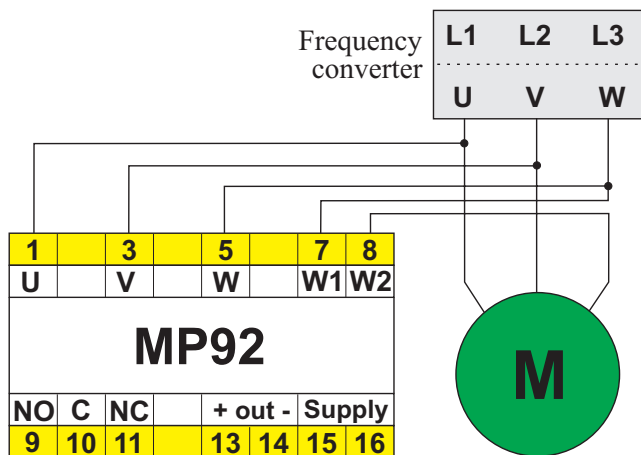 Frequency
converter
L1 L2 L3
U V W
1 3 5 7 8
U V W W1 W2
MP92
M
NO C NC + out - Supply
9 10 11 13 14 15 16